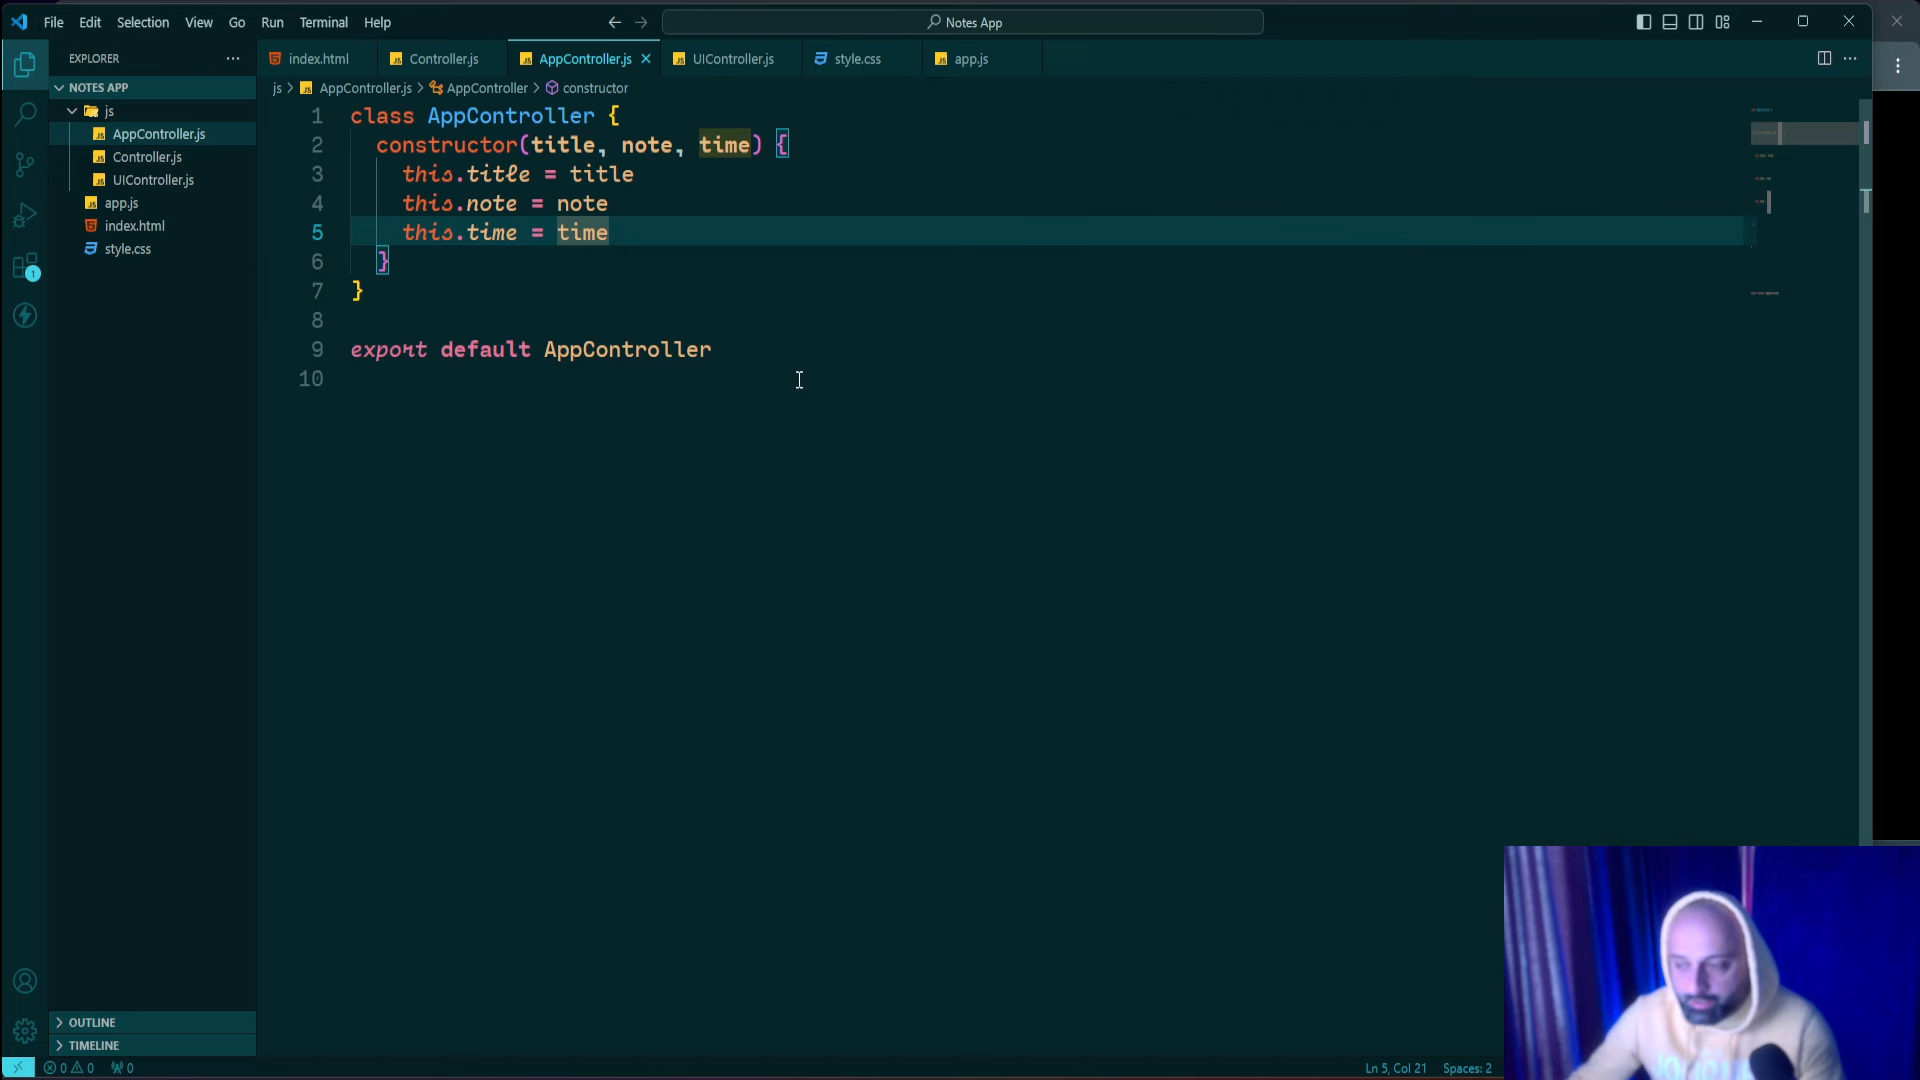 File Edit Selection View Go Run Terminal Help
Notes App
EXPLORER
NOTES APP
js
AppController.js
Controller.js
UIController.js
app.js
index.html
style.css
OUTLINE
TIMELINE
1
index.html Controller.js AppController.js UIController.js style.css app.js
js > AppController.js > AppController > constructor
1 class AppController {
2 constructor(title, note, time) {
3 this.title = title
4 this.note = note
5 this.time = time
6 }
7 }
8
9 export default AppController
10
0 0 0
Ln 5, Col 21 Spaces: 2